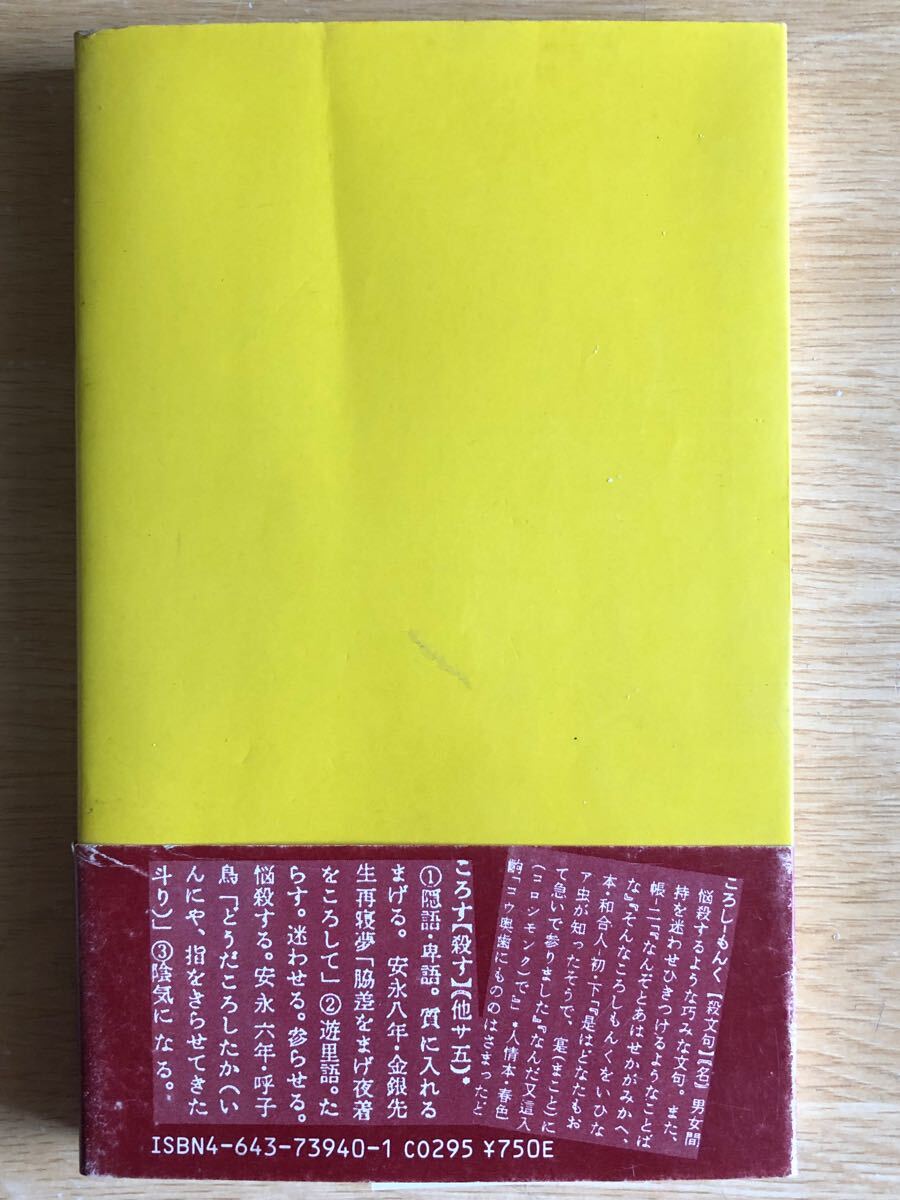 ころしーもんく【殺文句】〖名〗男女間
悩殺するような巧みな文句。また、
持を迷わせひきつけるようなことば
帳-二「『なんぞとあはせかがみかへ、
な』『そんなころしもんくをいひな
本・和合人-初・下『是はどなたもお
ア虫が知ったそうで、寔(まこと)に
て急いで参りました』『なんだ又這入
(コロシモンク)で』」*人情本・春色
齣「コウ奥歯にもののはさまったと
ころす【殺す】〖他サ五〗*
①隠語・卑語。質に入れる
まげる。安永八年・金銀先
生再寝夢「脇差をまげ夜着
をころして」②遊里語。た
らす。迷わせる。参らせる。
悩殺する。安永六年・呼子
鳥「どうだころしたか(い
んにや、指をきらせてきた
斗り)」③陰気になる。
ISBN4-643-73940-1 C0295 ¥750E